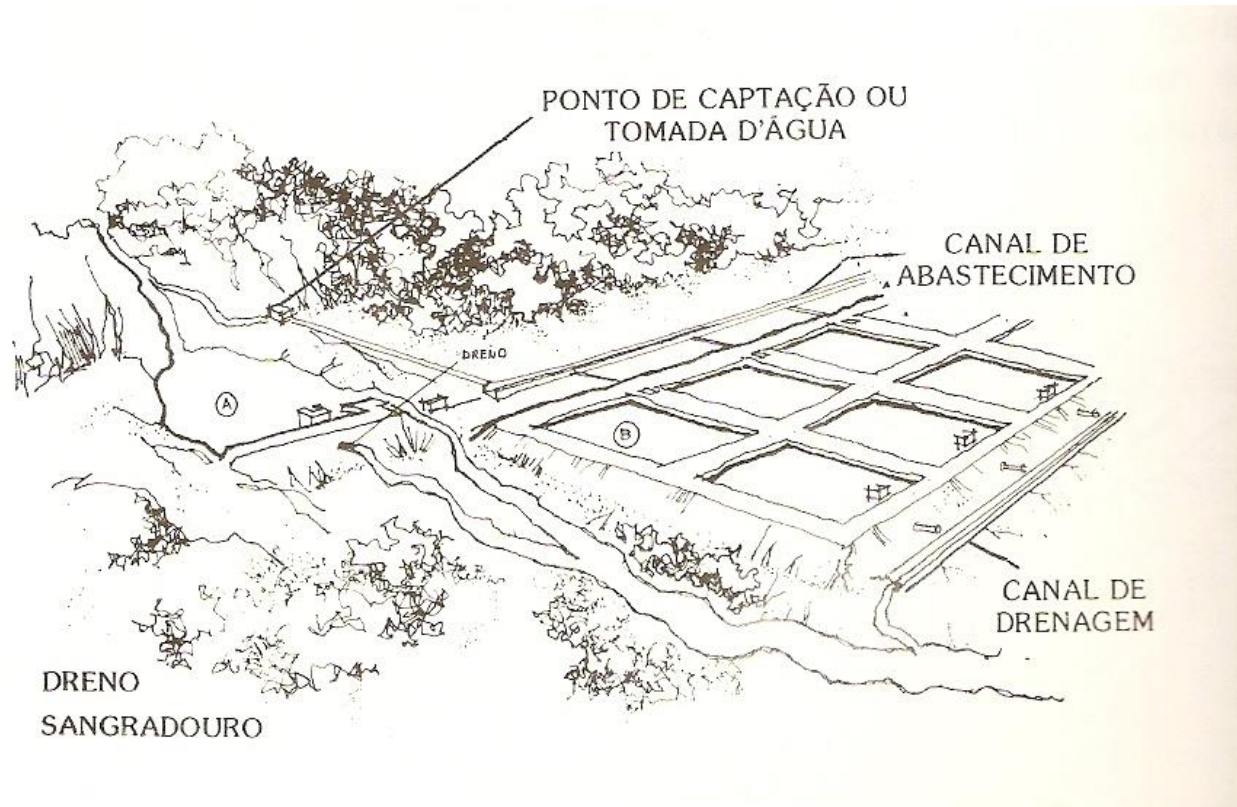 PONTO DE CAPTAÇÃO OU
TOMADA D'ÁGUA
CANAL DE
ABASTECIMENTO
DRENO
A
B
CANAL DE
DRENAGEM
DRENO
SANGRADOURO